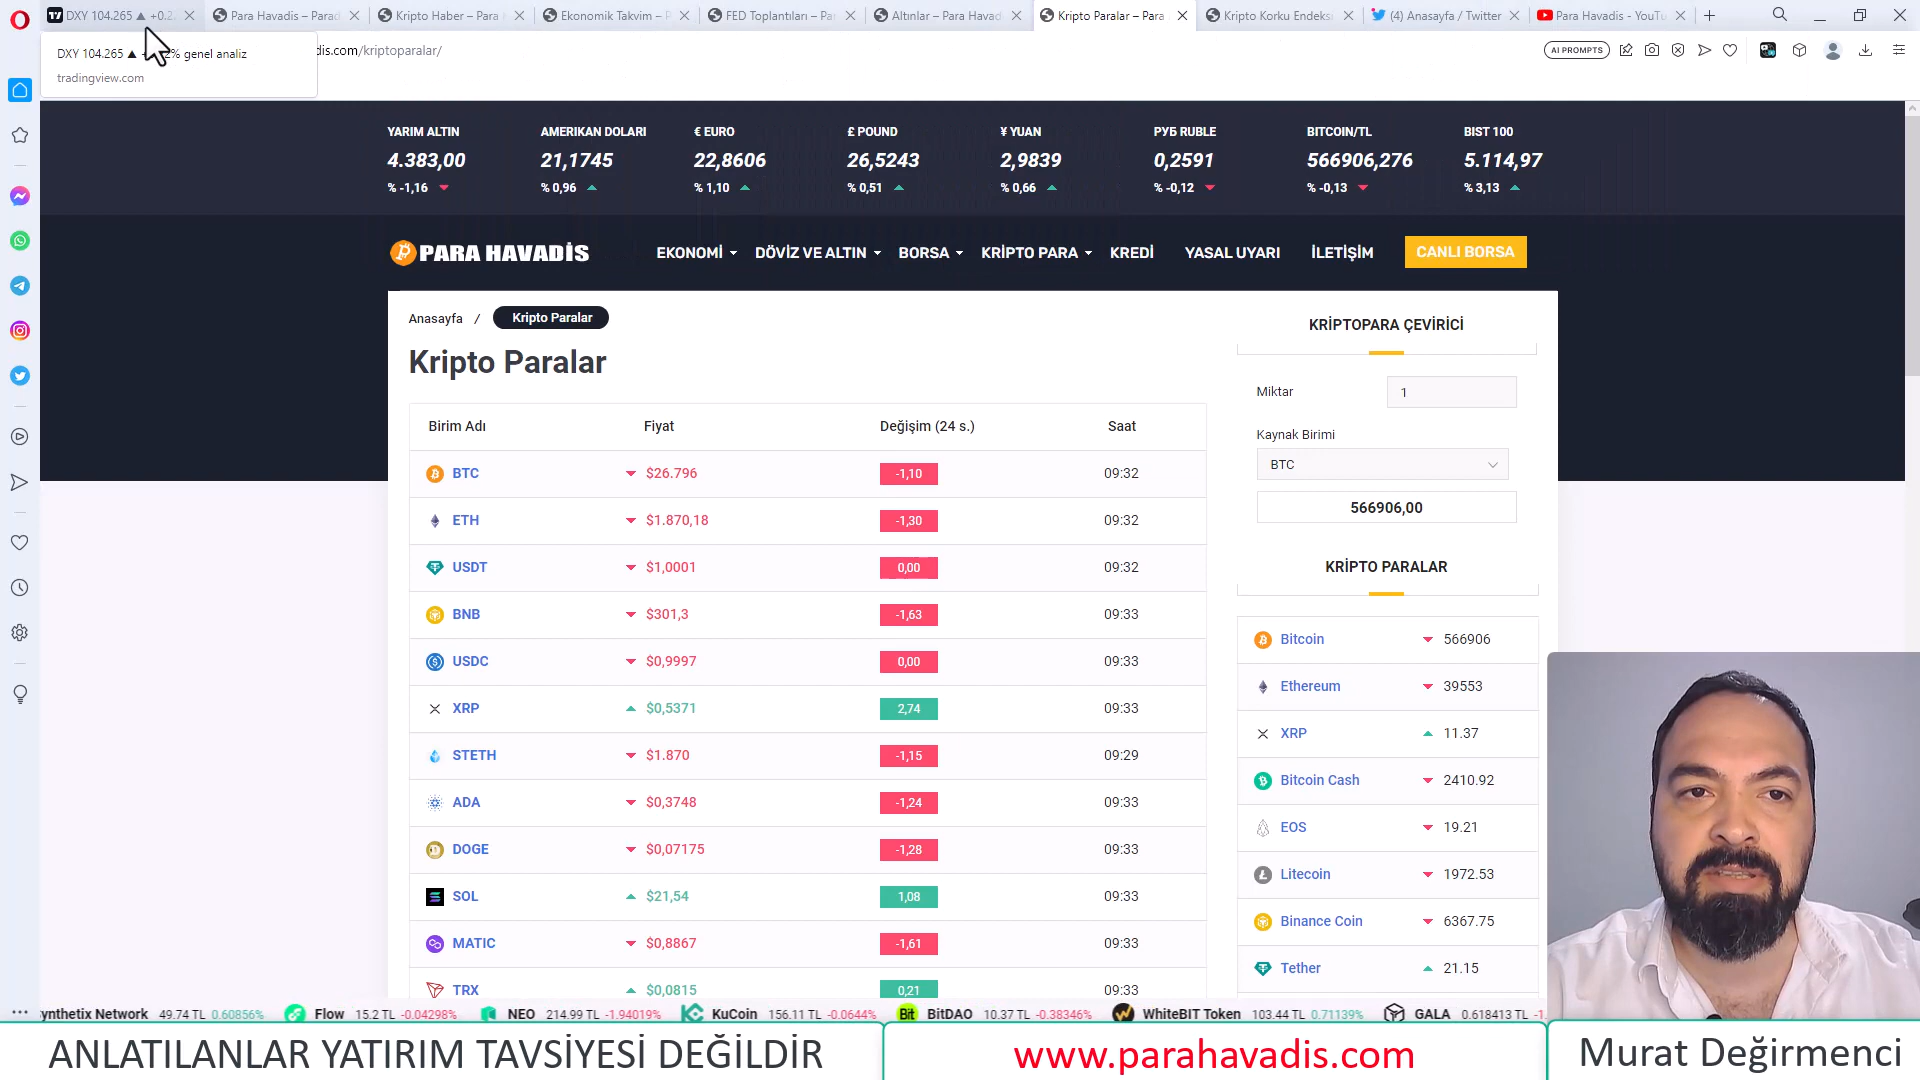 DXY 104.265 ▲ +0.2
Para Havadis – Parad
Kripto Haber – Para H
Ekonomik Takvim – P
FED Toplantıları – Par
Altınlar – Para Havad
Kripto Paralar – Para
Kripto Korku Endeksi
(4) Anasayfa / Twitter
Para Havadis - YouTu
DXY 104.265 ▲ 2% genel analiz
tradingview.com
dis.com/kriptoparalar/
AI PROMPTS
YARIM ALTIN
4.383,00
% -1,16
AMERIKAN DOLARI
21,1745
% 0,96
€ EURO
22,8606
% 1,10
£ POUND
26,5243
% 0,51
¥ YUAN
2,9839
% 0,66
РУБ RUBLE
0,2591
% -0,12
BITCOIN/TL
566906,276
% -0,13
BIST 100
5.114,97
% 3,13
PARA HAVADİS
EKONOMİ
DÖVİZ VE ALTIN
BORSA
KRİPTO PARA
KREDİ
YASAL UYARI
İLETİŞİM
CANLI BORSA
Anasayfa / Kripto Paralar
Kripto Paralar
Birim Adı Fiyat Değişim (24 s.) Saat
BTC $26.796 -1,10 09:32
ETH $1.870,18 -1,30 09:32
USDT $1,0001 0,00 09:32
BNB $301,3 -1,63 09:33
USDC $0,9997 0,00 09:33
XRP $0,5371 2,74 09:33
STETH $1.870 -1,15 09:29
ADA $0,3748 -1,24 09:33
DOGE $0,07175 -1,28 09:33
SOL $21,54 1,08 09:33
MATIC $0,8867 -1,61 09:33
TRX $0,0815 0,21 09:33
KRİPTOPARA ÇEVİRİCİ
Miktar 1
Kaynak Birimi
BTC
566906,00
KRİPTO PARALAR
Bitcoin 566906
Ethereum 39553
XRP 11.37
Bitcoin Cash 2410.92
EOS 19.21
Litecoin 1972.53
Binance Coin 6367.75
Tether 21.15
ynthetix Network 49.74 TL 0.60856% Flow 15.2 TL -0.04298% NEO 214.99 TL -1.94019% KuCoin 156.11 TL -0.0644% Bit BitDAO 10.37 TL -0.38346% WhiteBIT Token 103.44 TL 0.71139% GALA 0.618413 TL -1.
ANLATILANLAR YATIRIM TAVSİYESİ DEĞİLDİR
www.parahavadis.com
Murat Değirmenci